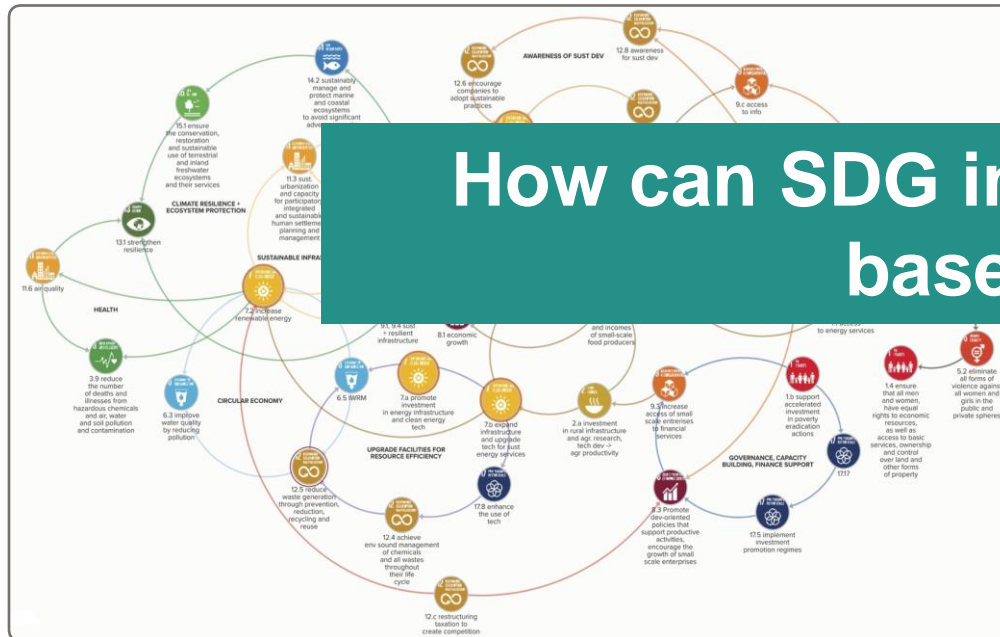 How can SDG in
base
AWARENESS OF SUST DEV
12.8 awareness
for sust dev
12.6 encourage
companies to
adopt sustainable
practices
9.c access
to info
14.2 sustainably
manage and
protect marine
and coastal
ecosystems
to avoid significant
15.1 ensure
the conservation,
restoration
and sustainable
use of terrestrial
and inland
freshwater
ecosystems
and their services
11.3 sust.
urbanization
and capacity
for participatory
integrated
and sustainable
human settlement
planning and
management
CLIMATE RESILIENCE +
ECOSYSTEM PROTECTION
13.1 strengthen
resilience
SUSTAINABLE INFRAS
11.6 air quality
7.2 increase
renewable energy
HEALTH
9.1, 9.4 sust
+ resilient
infrastructure
8.1 economic
growth
and incomes
of small-scale
food producers
to energy services
3.9 reduce
the number
of deaths and
illnesses from
hazardous chemicals
and air, water
and soil pollution
and contamination
6.3 improve
water quality
by reducing
pollution
CIRCULAR ECONOMY
6.5 IWRM
7.a promote
investment
in energy infrastructure
and clean energy
tech
7.b expand
infrastructure
and upgrade
tech for sust
energy services
2.a investment
in rural infrastructure
and agr. research,
tech dev ->
agr productivity
9.3 increase
access of small
scale entrerises
to financial
services
1.b support
accelerated
investment
in poverty
eradication
actions
1.4 ensure
that all men
and women,
have equal
rights to economic
resources,
as well as
access to basic
services, ownership
and control
over land and
other forms
of property
5.2 eliminate
all forms of
violence against
all women and
girls in the
public and
private spheres
UPGRADE FACILITIES FOR
RESOURCE EFFICIENCY
GOVERNANCE, CAPACITY
BUILDING, FINANCE SUPPORT
17.17
12.5 reduce
waste generation
through prevention,
reduction,
recycling and
reuse
17.8 enhance
the use of
tech
12.4 achieve
env sound management
of chemicals
and all wastes
throughout
their life
cycle
8.3 Promote
dev-oriented
policies that
support productive
activities,
encourage the
growth of small
scale enterprises
17.5 implement
investment
promotion regimes
12.c restructuring
taxation to
create competition